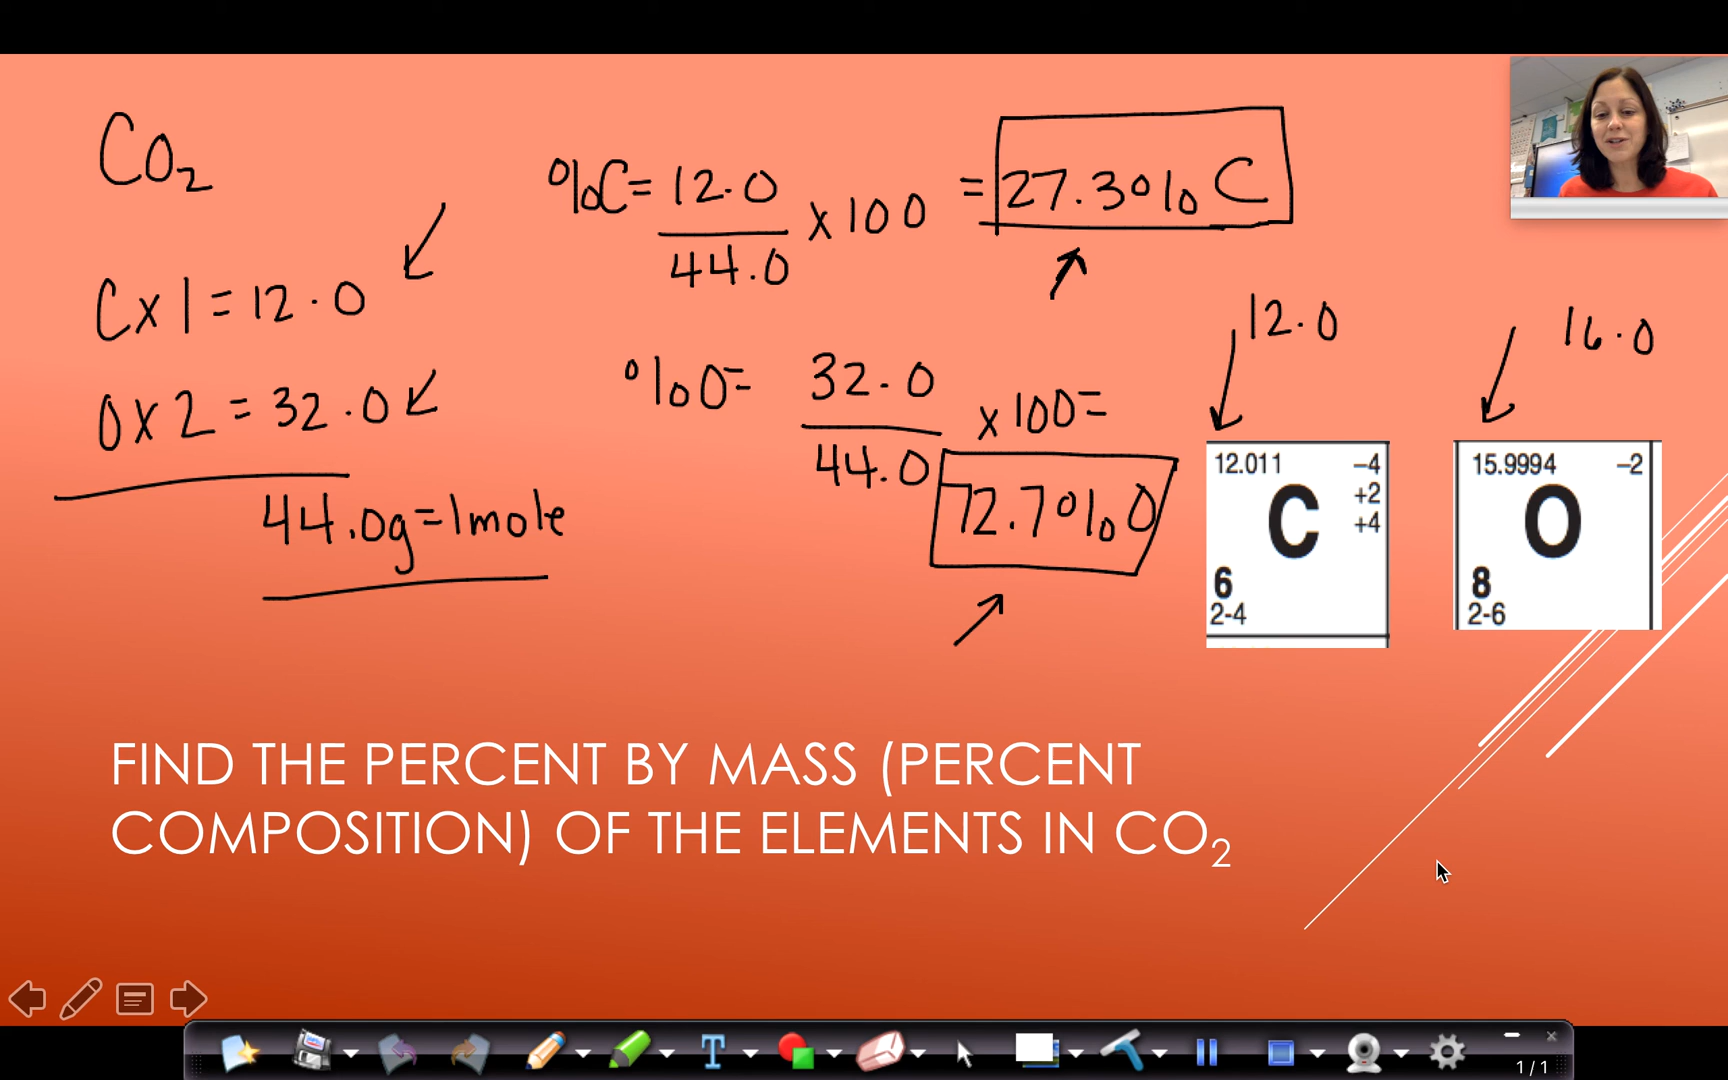 CO₂
C x 1 = 12.0
O x 2 = 32.0
44.0g = 1 mole
%C = 12.0 / 44.0 x 100 = 27.3% C
%O = 32.0 / 44.0 x 100 =
72.7% O
12.0
16.0
12.011 -4
+2
+4
C
6
2-4
15.9994 -2
O
8
2-6
FIND THE PERCENT BY MASS (PERCENT
COMPOSITION) OF THE ELEMENTS IN CO₂
T
1 / 1